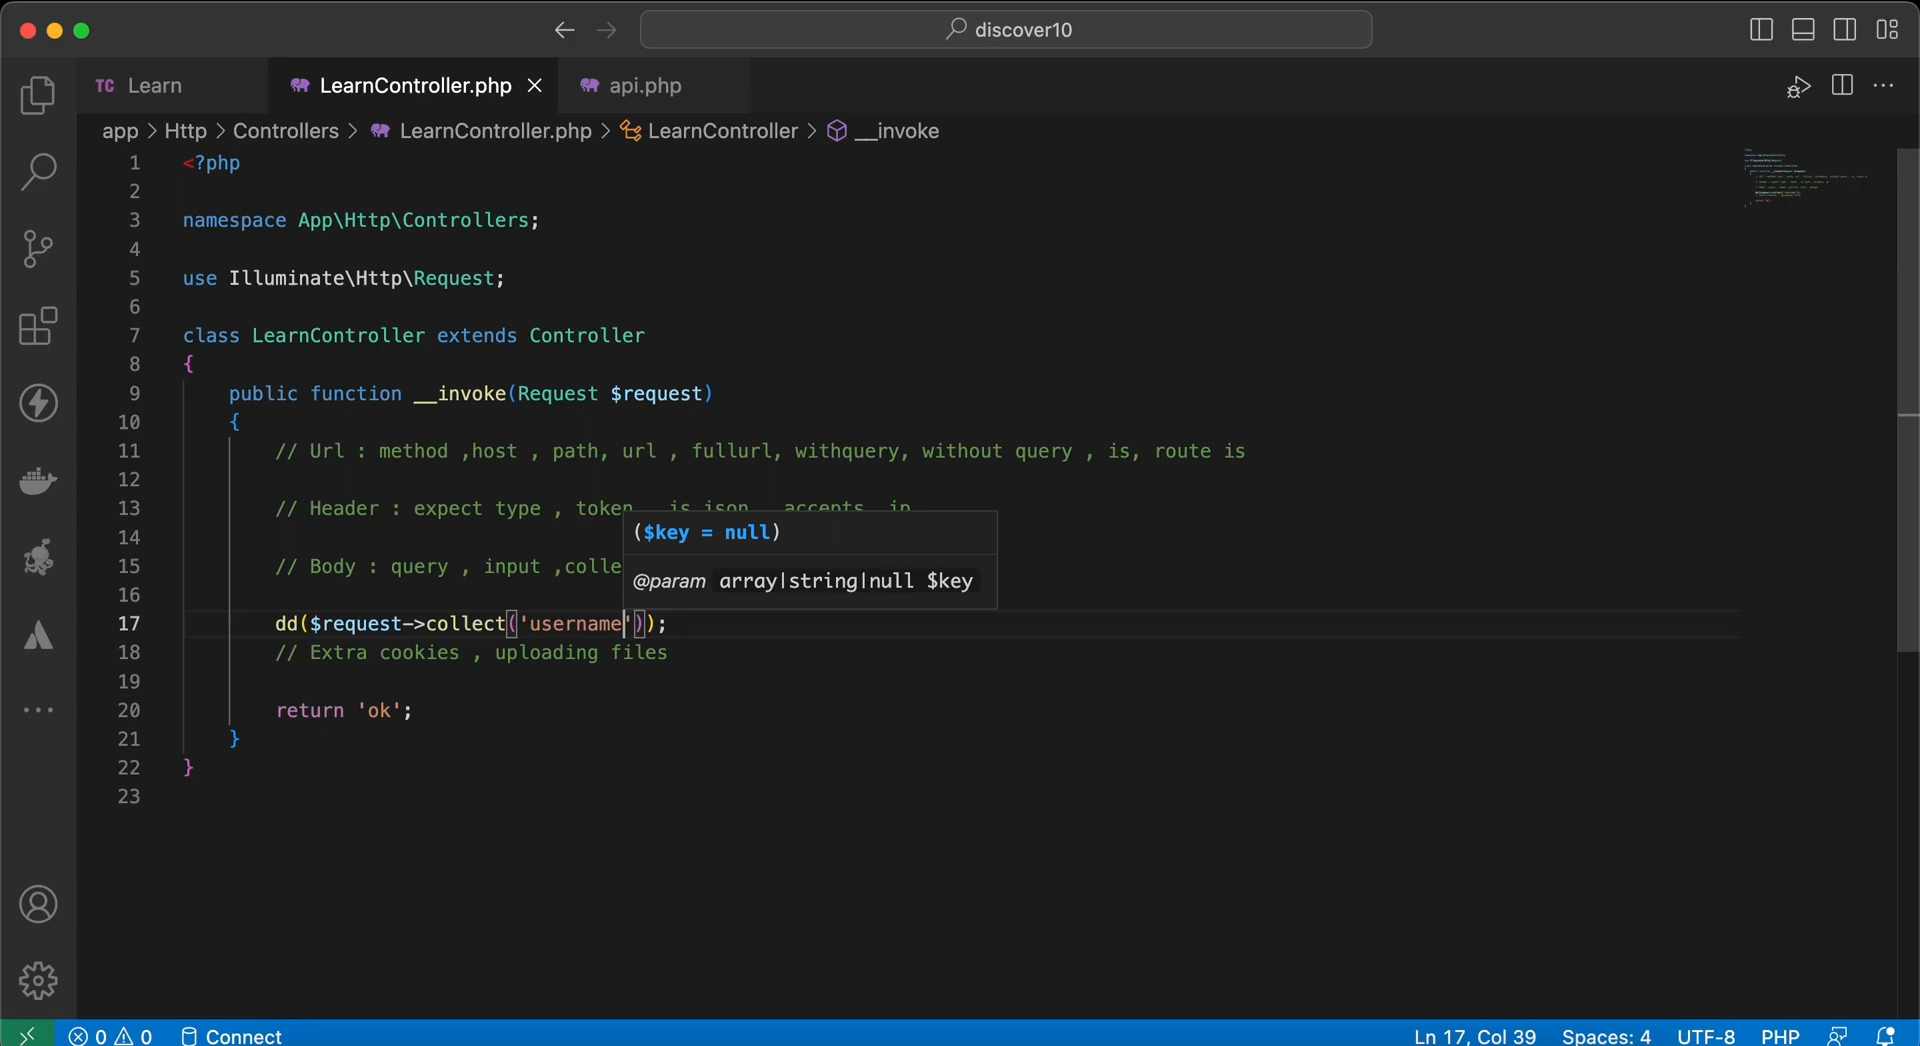 discover10
TC Learn
LearnController.php
api.php
app > Http > Controllers > LearnController.php > LearnController > __invoke
1 <?php
2
3 namespace App\Http\Controllers;
4
5 use Illuminate\Http\Request;
6
7 class LearnController extends Controller
8 {
9 public function __invoke(Request $request)
10 {
11 // Url : method ,host , path, url , fullurl, withquery, without query , is, route is
12
13 // Header : expect type , token is json accepts ip
($key = null)
14
15 // Body : query , input ,colle
@param array|string|null $key
16
17 dd($request->collect('username'));
18 // Extra cookies , uploading files
19
20 return 'ok';
21 }
22 }
23
0 0 Connect
Ln 17, Col 39 Spaces: 4 UTF-8 PHP